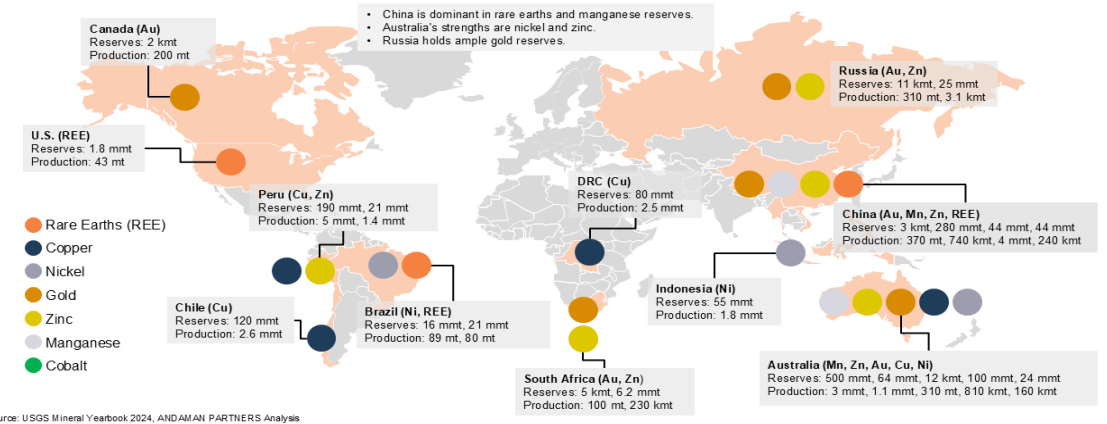 • China is dominant in rare earths and manganese reserves.
• Australia's strengths are nickel and zinc.
• Russia holds ample gold reserves.
Canada (Au)
Reserves: 2 kmt
Production: 200 mt
Russia (Au, Zn)
Reserves: 11 kmt, 25 mmt
Production: 310 mt, 3.1 kmt
U.S. (REE)
Reserves: 1.8 mmt
Production: 43 mt
Peru (Cu, Zn)
Reserves: 190 mmt, 21 mmt
Production: 5 mmt, 1.4 mmt
DRC (Cu)
Reserves: 80 mmt
Production: 2.5 mmt
China (Au, Mn, Zn, REE)
Reserves: 3 kmt, 280 mmt, 44 mmt, 44 mmt
Production: 370 mt, 740 kmt, 4 mmt, 240 kmt
Rare Earths (REE)
Copper
Nickel
Gold
Zinc
Manganese
Cobalt
Chile (Cu)
Reserves: 120 mmt
Production: 2.6 mmt
Brazil (Ni, REE)
Reserves: 16 mmt, 21 mmt
Production: 89 mt, 80 mt
Indonesia (Ni)
Reserves: 55 mmt
Production: 1.8 mmt
South Africa (Au, Zn)
Reserves: 5 kmt, 6.2 mmt
Production: 100 mt, 230 kmt
Australia (Mn, Zn, Au, Cu, Ni)
Reserves: 500 mmt, 64 mmt, 12 kmt, 100 mmt, 24 mmt
Production: 3 mmt, 1.1 mmt, 310 mt, 810 kmt, 160 kmt
urce: USGS Mineral Yearbook 2024, ANDAMAN PARTNERS Analysis